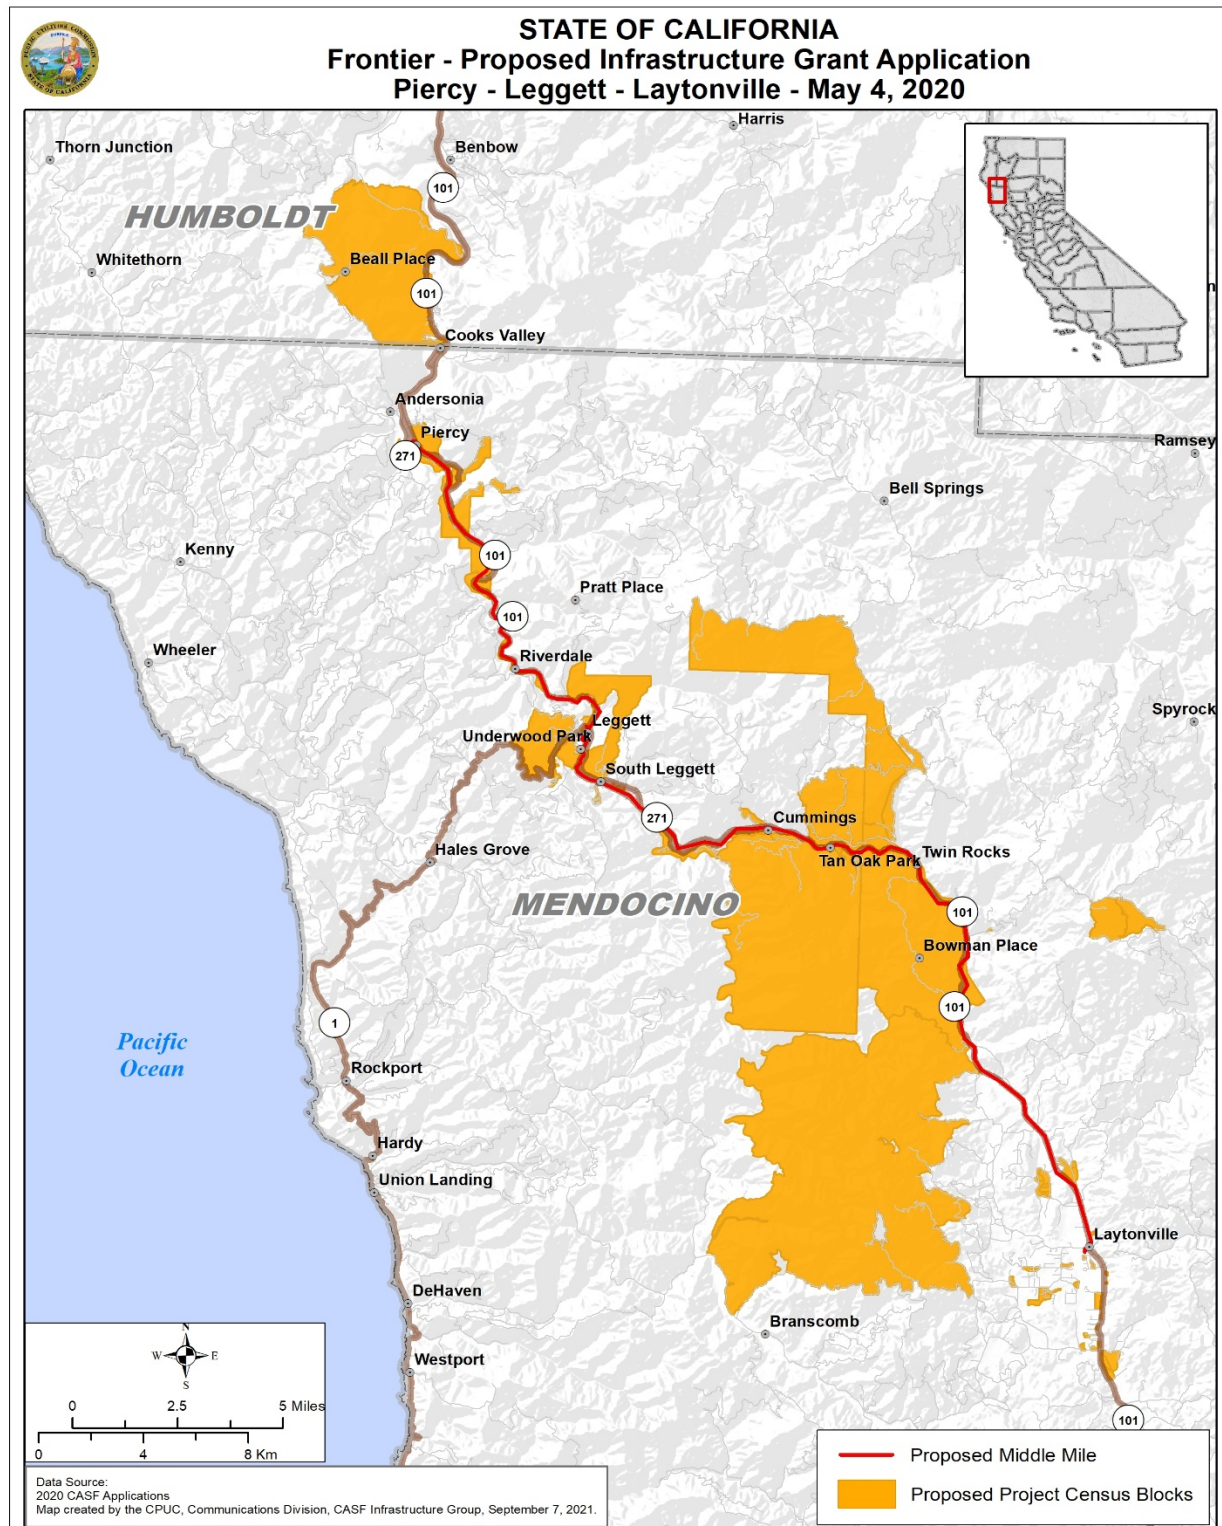 STATE OF CALIFORNIA
Frontier - Proposed Infrastructure Grant Application
Piercy - Leggett - Laytonville - May 4, 2020
Harris
Thorn Junction
Benbow
101
HUMBOLDT
Whitethorn
Beall Place
101
Cooks Valley
Andersonia
Piercy
271
Ramsey
Bell Springs
101
Kenny
Pratt Place
101
Wheeler
Riverdale
Spyrock
Leggett
Underwood Park
South Leggett
271
Cummings
Hales Grove
Tan Oak Park
Twin Rocks
MENDOCINO
101
Bowman Place
101
1
Pacific
Ocean
Rockport
Hardy
Union Landing
Laytonville
DeHaven
Branscomb
Westport
101
N
W
E
S
0 2.5 5 Miles
0 4 8 Km
Proposed Middle Mile
Proposed Project Census Blocks
Data Source:
2020 CASF Applications
Map created by the CPUC, Communications Division, CASF Infrastructure Group, September 7, 2021.